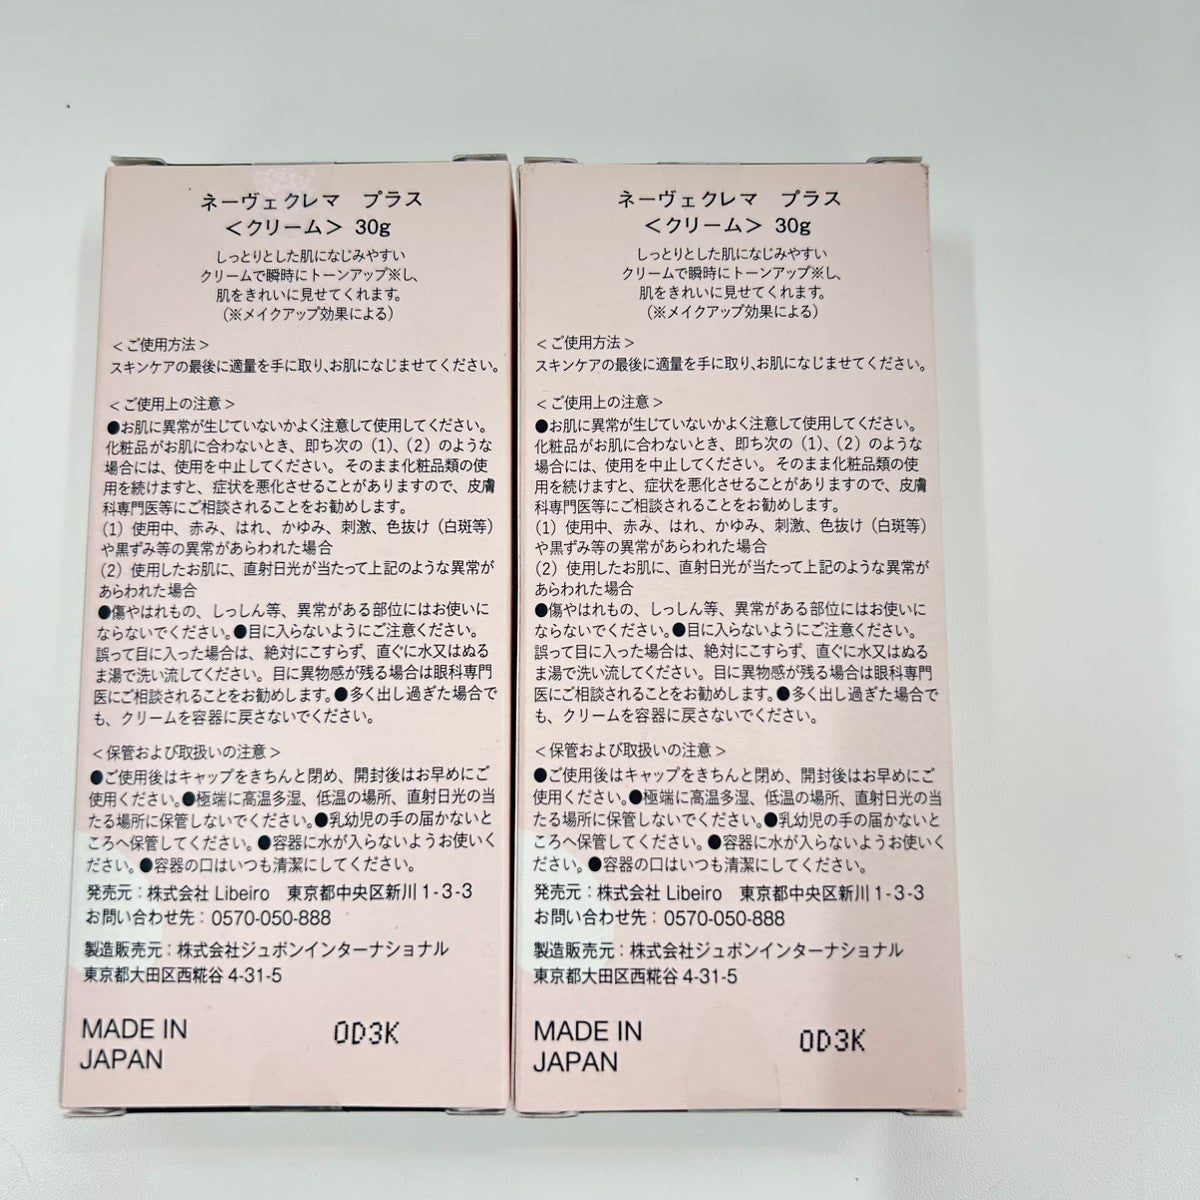 ネーヴェクレマ　プラス
＜クリーム＞ 30g
しっとりとした肌になじみやすい
クリームで瞬時にトーンアップ※し、
肌をきれいに見せてくれます。
（※メイクアップ効果による）
＜ご使用方法＞
スキンケアの最後に適量を手に取り、お肌になじませてください。
＜ご使用上の注意＞
●お肌に異常が生じていないかよく注意して使用してください。
化粧品がお肌に合わないとき、即ち次の（1）、（2）のような
場合には、使用を中止してください。そのまま化粧品類の使
用を続けますと、症状を悪化させることがありますので、皮膚
科専門医等にご相談されることをお勧めします。
（1）使用中、赤み、はれ、かゆみ、刺激、色抜け（白斑等）
や黒ずみ等の異常があらわれた場合
（2）使用したお肌に、直射日光が当たって上記のような異常が
あらわれた場合
●傷やはれもの、しっしん等、異常がある部位にはお使いに
ならないでください。●目に入らないようにご注意ください。
誤って目に入った場合は、絶対にこすらず、直ぐに水又はぬる
ま湯で洗い流してください。目に異物感が残る場合は眼科専門
医にご相談されることをお勧めします。●多く出し過ぎた場合で
も、クリームを容器に戻さないでください。
＜保管および取扱いの注意＞
●ご使用後はキャップをきちんと閉め、開封後はお早めにご
使用ください。●極端に高温多湿、低温の場所、直射日光の当
たる場所に保管しないでください。●乳幼児の手の届かないと
ころへ保管してください。●容器に水が入らないようお使いく
ださい。●容器の口はいつも清潔にしてください。
発売元：株式会社 Libeiro　東京都中央区新川 1-3-3
お問い合わせ先：0570-050-888
製造販売元：株式会社ジュポンインターナショナル
東京都大田区西糀谷 4-31-5
MADE IN
JAPAN
0D3K
ネーヴェクレマ　プラス
＜クリーム＞ 30g
しっとりとした肌になじみやすい
クリームで瞬時にトーンアップ※し、
肌をきれいに見せてくれます。
（※メイクアップ効果による）
＜ご使用方法＞
スキンケアの最後に適量を手に取り、お肌になじませてください。
＜ご使用上の注意＞
●お肌に異常が生じていないかよく注意して使用してください。
化粧品がお肌に合わないとき、即ち次の（1）、（2）のような
場合には、使用を中止してください。そのまま化粧品類の使
用を続けますと、症状を悪化させることがありますので、皮膚
科専門医等にご相談されることをお勧めします。
（1）使用中、赤み、はれ、かゆみ、刺激、色抜け（白斑等）
や黒ずみ等の異常があらわれた場合
（2）使用したお肌に、直射日光が当たって上記のような異常が
あらわれた場合
●傷やはれもの、しっしん等、異常がある部位にはお使いに
ならないでください。●目に入らないようにご注意ください。
誤って目に入った場合は、絶対にこすらず、直ぐに水又はぬる
ま湯で洗い流してください。目に異物感が残る場合は眼科専門
医にご相談されることをお勧めします。●多く出し過ぎた場合で
も、クリームを容器に戻さないでください。
＜保管および取扱いの注意＞
●ご使用後はキャップをきちんと閉め、開封後はお早めにご
使用ください。●極端に高温多湿、低温の場所、直射日光の当
たる場所に保管しないでください。●乳幼児の手の届かないと
ころへ保管してください。●容器に水が入らないようお使いく
ださい。●容器の口はいつも清潔にしてください。
発売元：株式会社 Libeiro　東京都中央区新川 1-3-3
お問い合わせ先：0570-050-888
製造販売元：株式会社ジュポンインターナショナル
東京都大田区西糀谷 4-31-5
MADE IN
JAPAN
0D3K